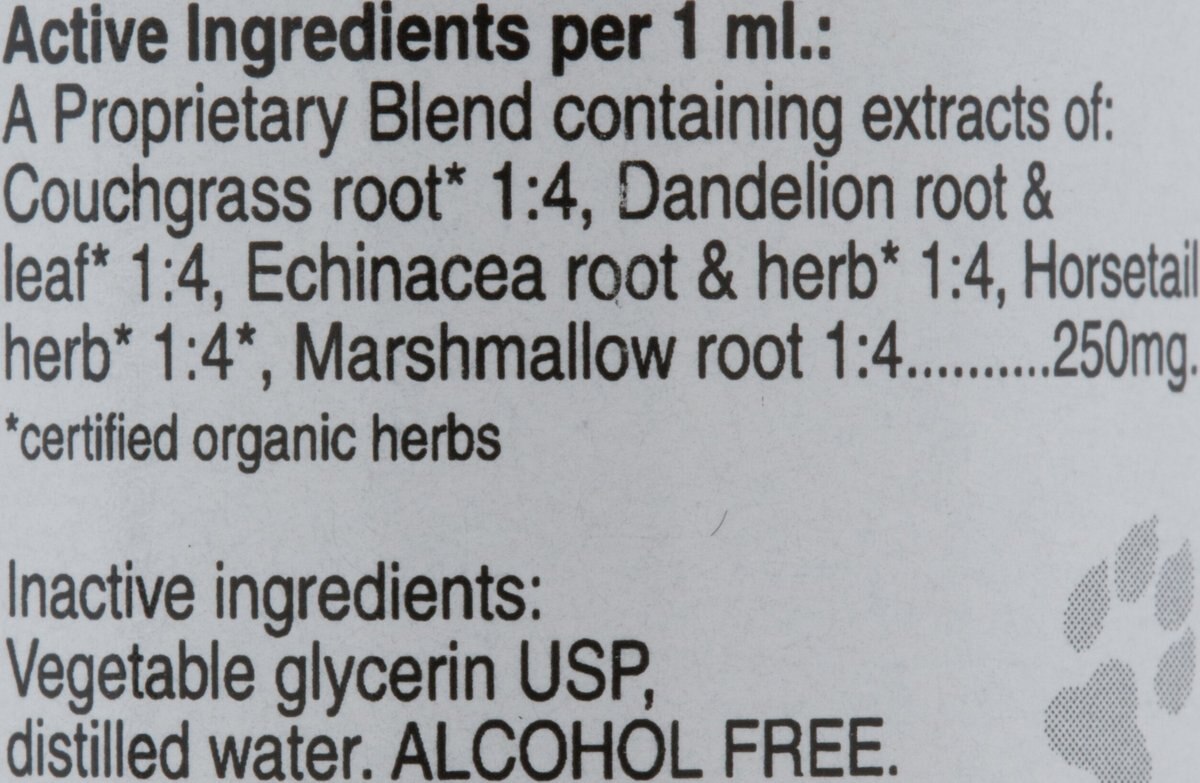 Active Ingredients per 1 ml.:
A Proprietary Blend containing extracts of:
Couchgrass root* 1:4, Dandelion root &
leaf* 1:4, Echinacea root & herb* 1:4, Horsetail
herb* 1:4*, Marshmallow root 1:4..........250mg.
*certified organic herbs
Inactive ingredients:
Vegetable glycerin USP,
distilled water. ALCOHOL FREE.